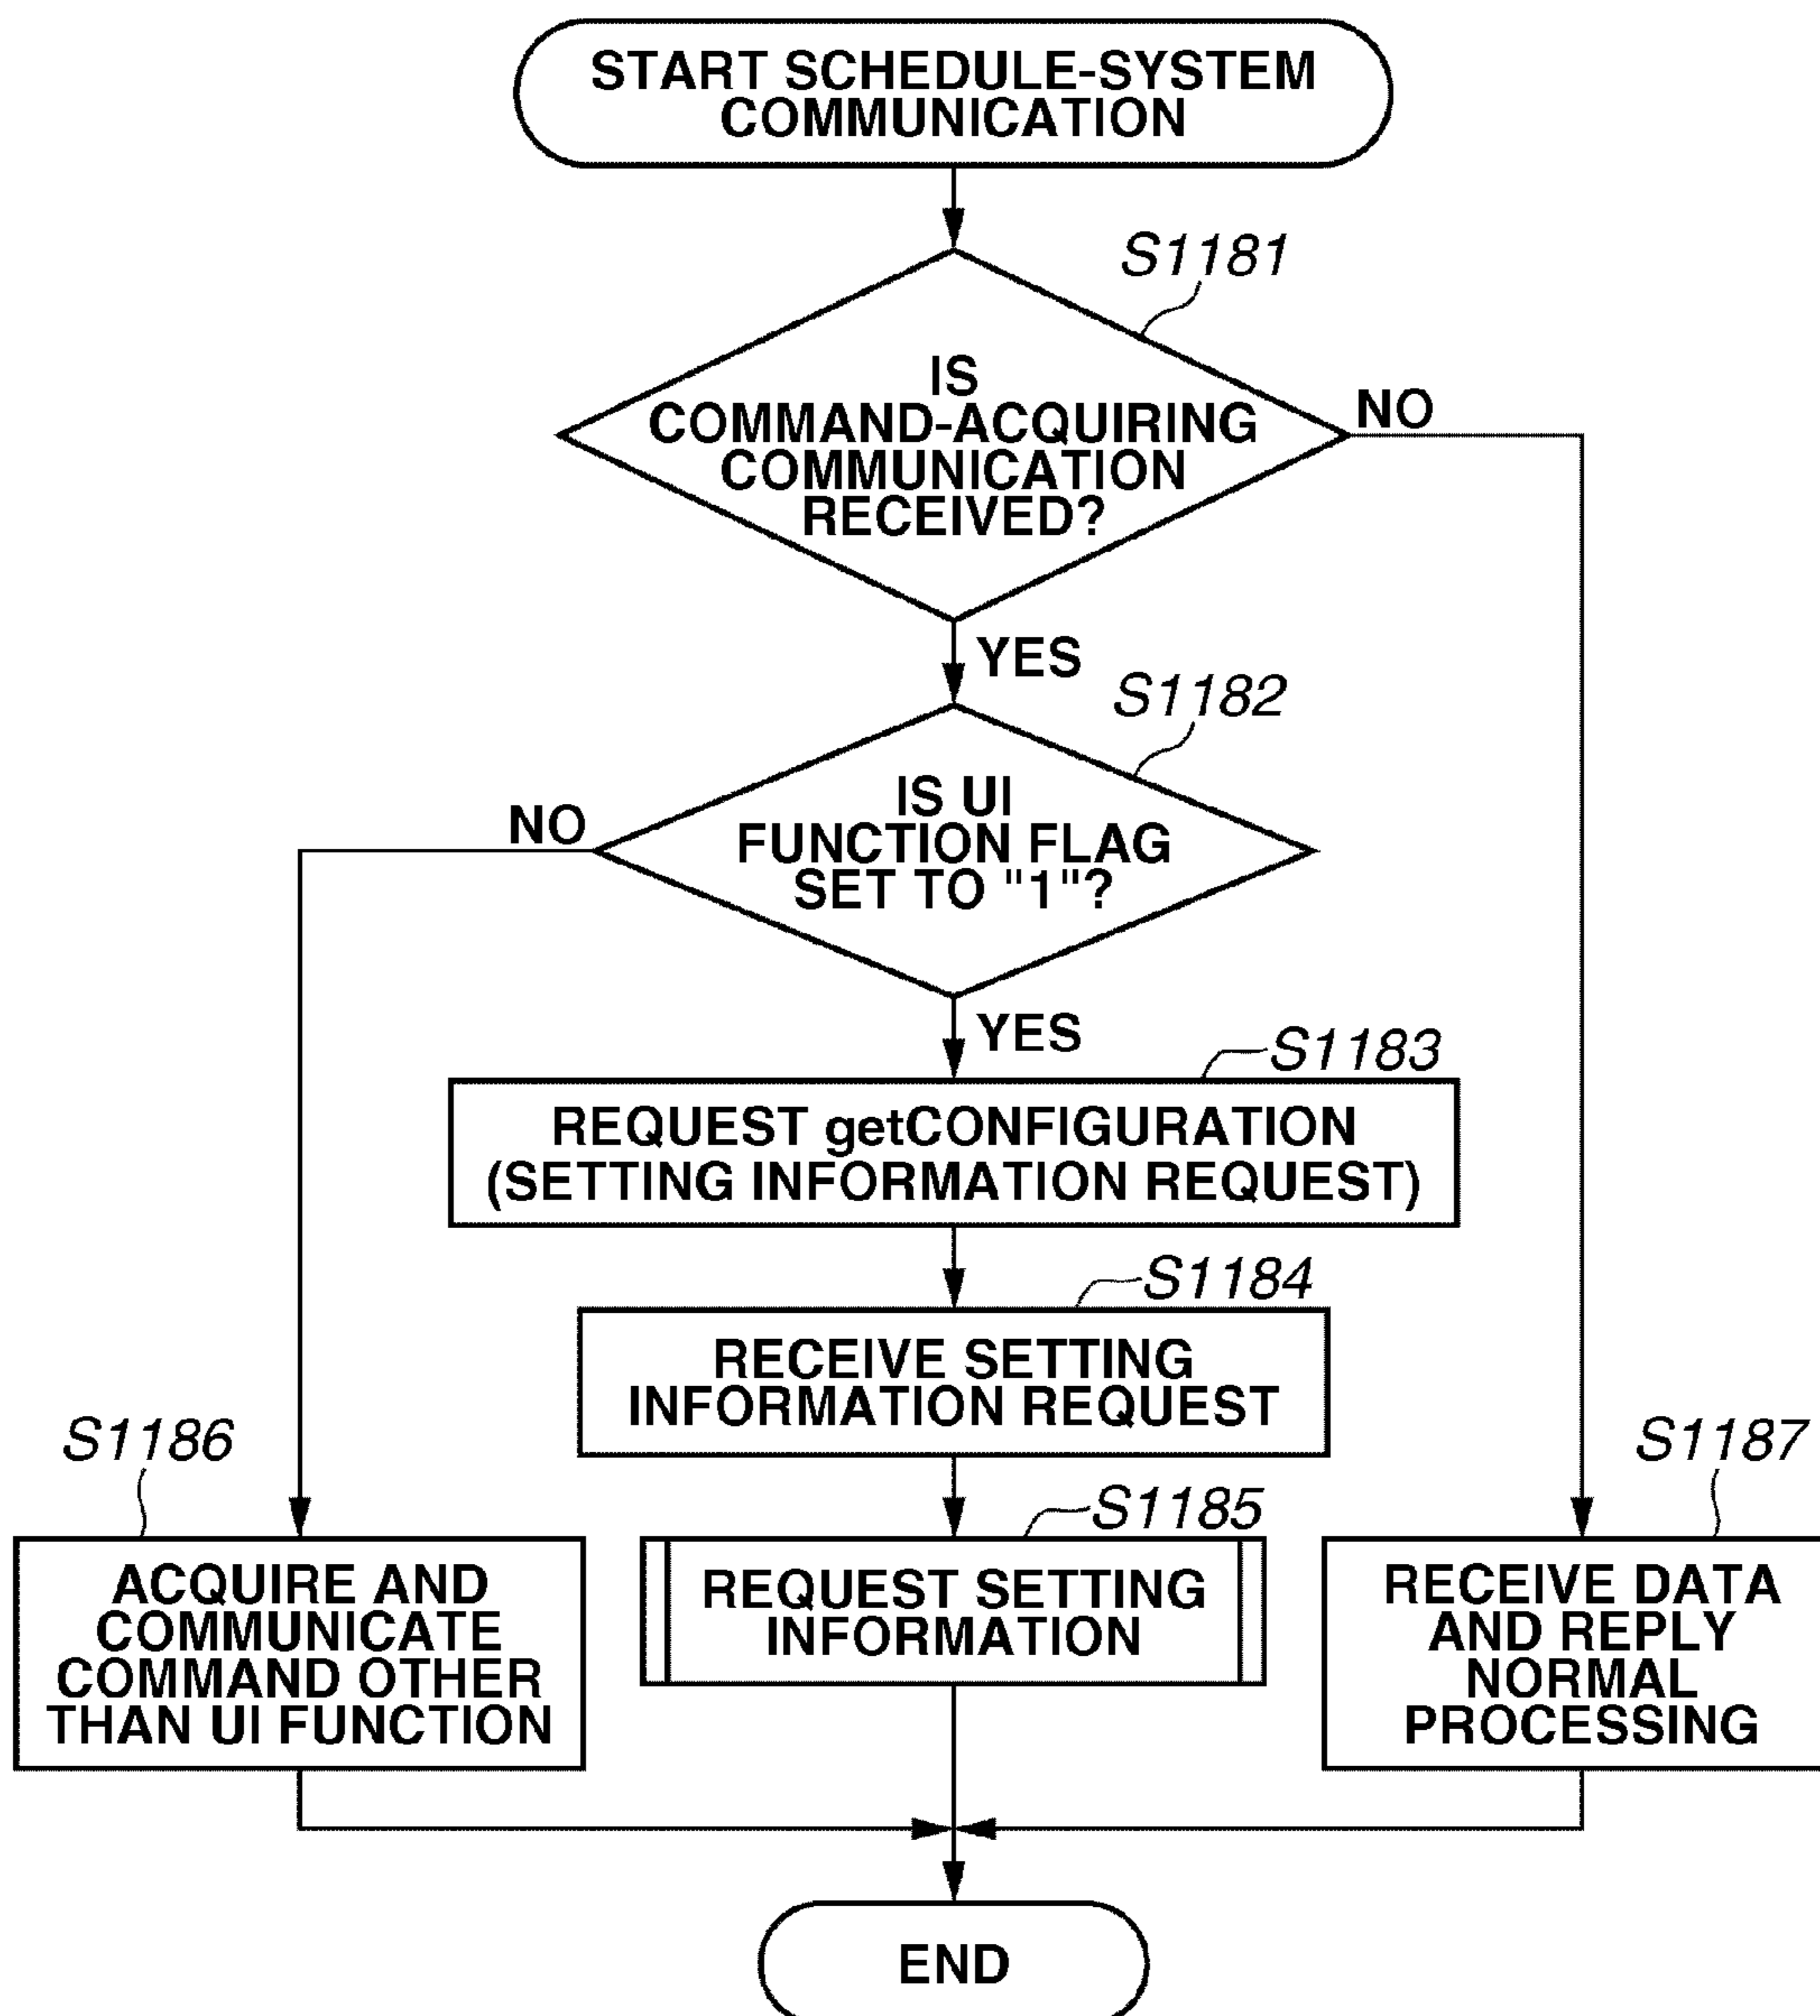 START SCHEDULE-SYSTEM
COMMUNICATION
S1181
IS
COMMAND-ACQUIRING
COMMUNICATION
RECEIVED?
NO
YES
S1182
IS UI
FUNCTION FLAG
SET TO "1"?
NO
YES
S1183
REQUEST getCONFIGURATION
(SETTING INFORMATION REQUEST)
S1184
RECEIVE SETTING
INFORMATION REQUEST
S1186
ACQUIRE AND
COMMUNICATE
COMMAND OTHER
THAN UI FUNCTION
S1185
REQUEST SETTING
INFORMATION
S1187
RECEIVE DATA
AND REPLY
NORMAL
PROCESSING
END